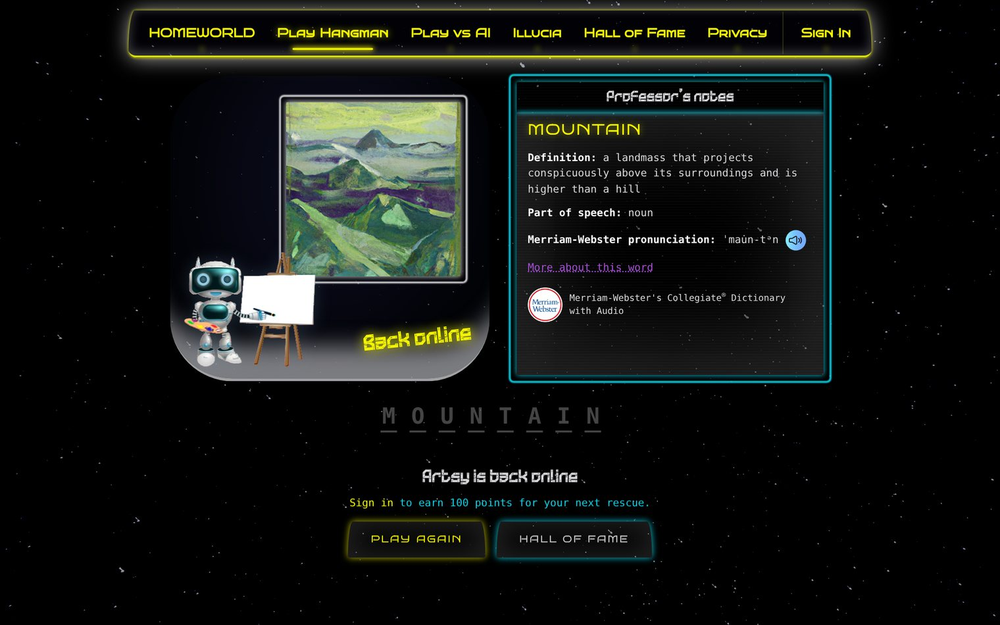 HOMEWORLD Play Hangman Play vs AI Illucia Hall of Fame Privacy Sign In
Back online
Professor's notes
MOUNTAIN
Definition: a landmass that projects
conspicuously above its surroundings and is
higher than a hill
Part of speech: noun
Merriam-Webster pronunciation: ˈmau̇n-tᵊn
More about this word
Merriam-
Webster
Merriam-Webster's Collegiate® Dictionary
with Audio
M O U N T A I N
Artsy is back online
Sign in to earn 100 points for your next rescue.
PLAY AGAIN HALL OF FAME